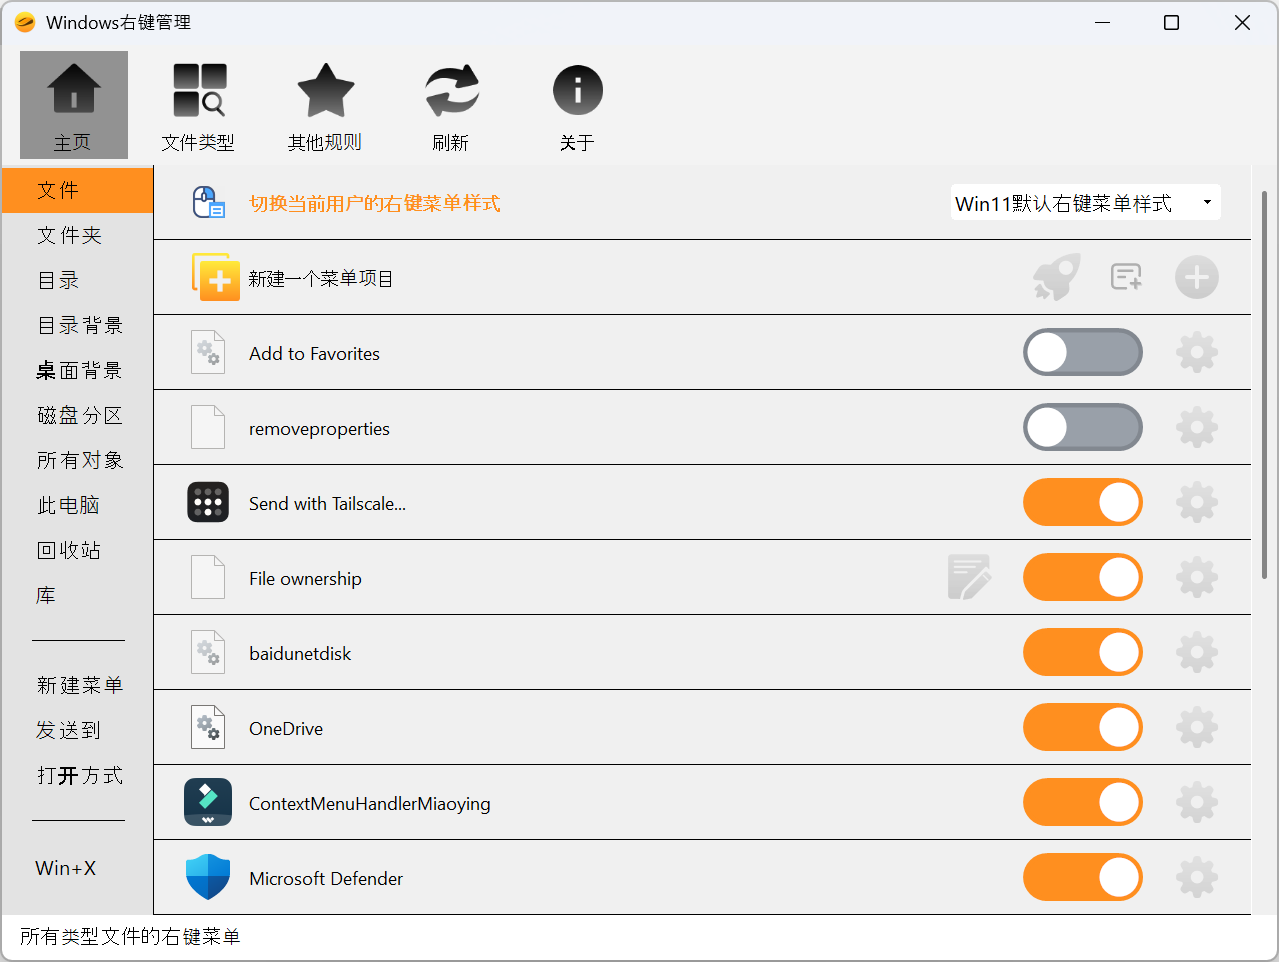 Windows右键管理
主页
文件类型
其他规则
刷新
关于
文件
文件夹
目录
目录背景
桌面背景
磁盘分区
所有对象
此电脑
回收站
库
新建菜单
发送到
打开方式
Win+X
切换当前用户的右键菜单样式
Win11默认右键菜单样式
新建一个菜单项目
Add to Favorites
removeproperties
Send with Tailscale...
File ownership
baidunetdisk
OneDrive
ContextMenuHandlerMiaoying
Microsoft Defender
所有类型文件的右键菜单